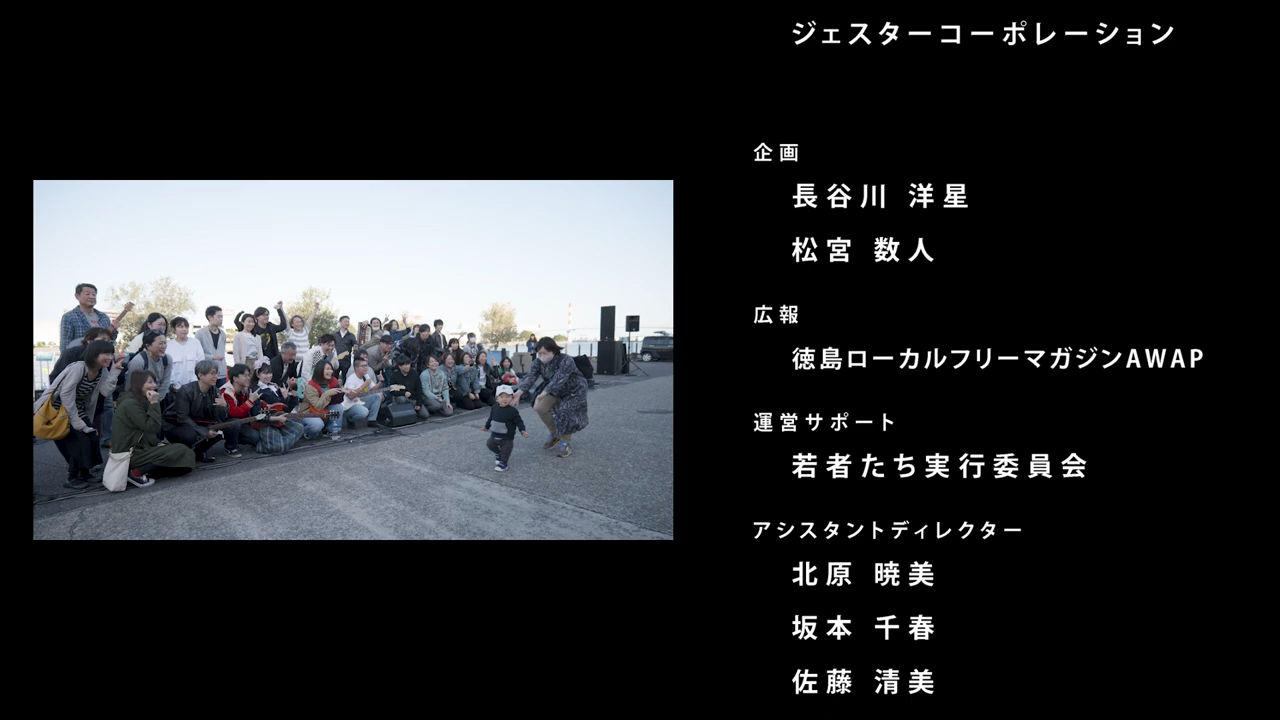 ジェスターコーポレーション
企画
長谷川 洋星
松宮 数人
広報
徳島ローカルフリーマガジンAWAP
運営サポート
若者たち実行委員会
アシスタントディレクター
北原 暁美
坂本 千春
佐藤 清美